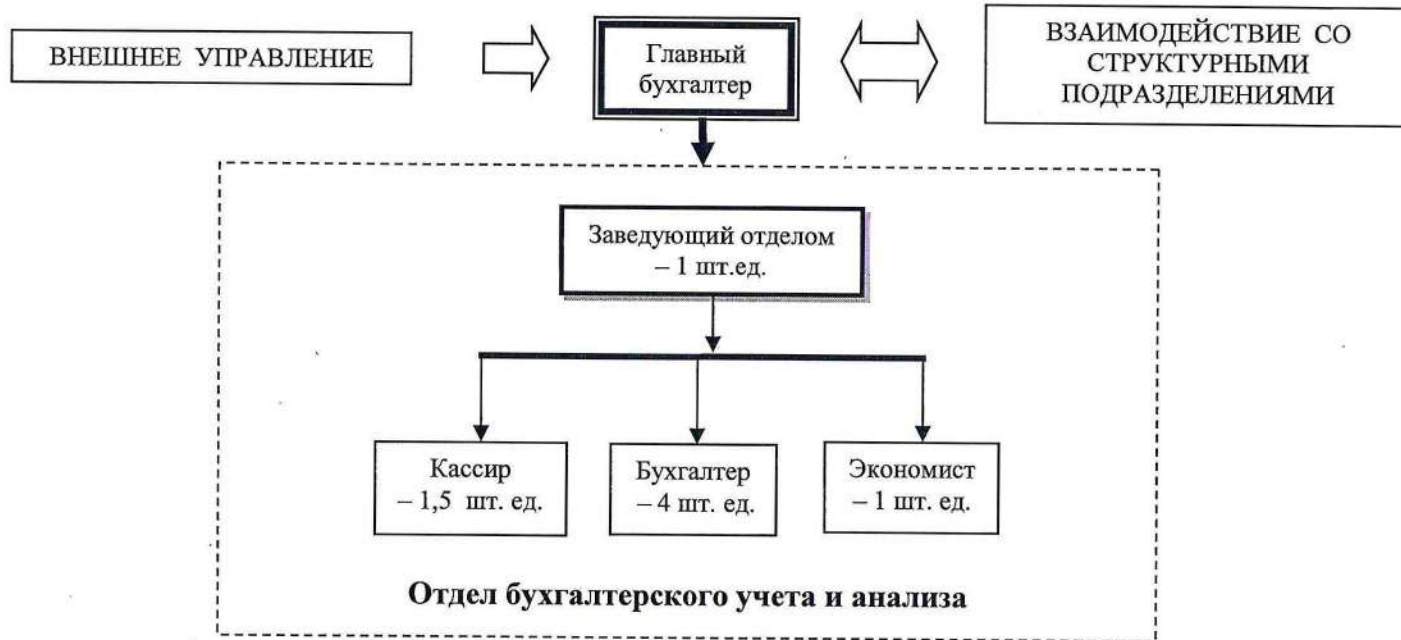 ВНЕШНЕЕ УПРАВЛЕНИЕ
Главный
бухгалтер
ВЗАИМОДЕЙСТВИЕ СО
СТРУКТУРНЫМИ
ПОДРАЗДЕЛЕНИЯМИ
Заведующий отделом
– 1 шт.ед.
Кассир
– 1,5 шт. ед.
Бухгалтер
– 4 шт. ед.
Экономист
– 1 шт. ед.
Отдел бухгалтерского учета и анализа